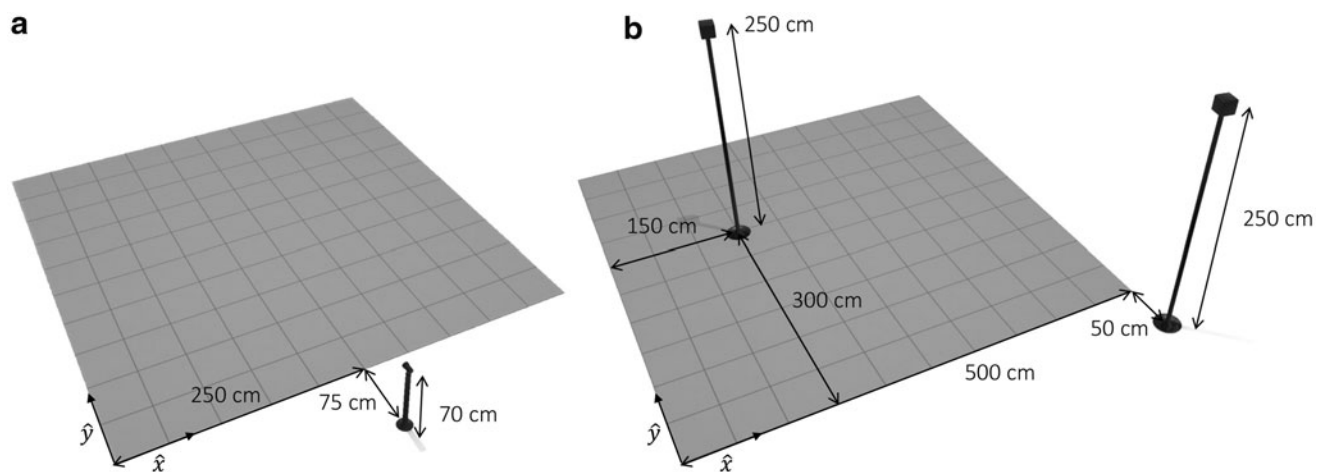 a
250 cm
75 cm
70 cm
ŷ
x̂
b
250 cm
150 cm
300 cm
250 cm
50 cm
500 cm
ŷ
x̂